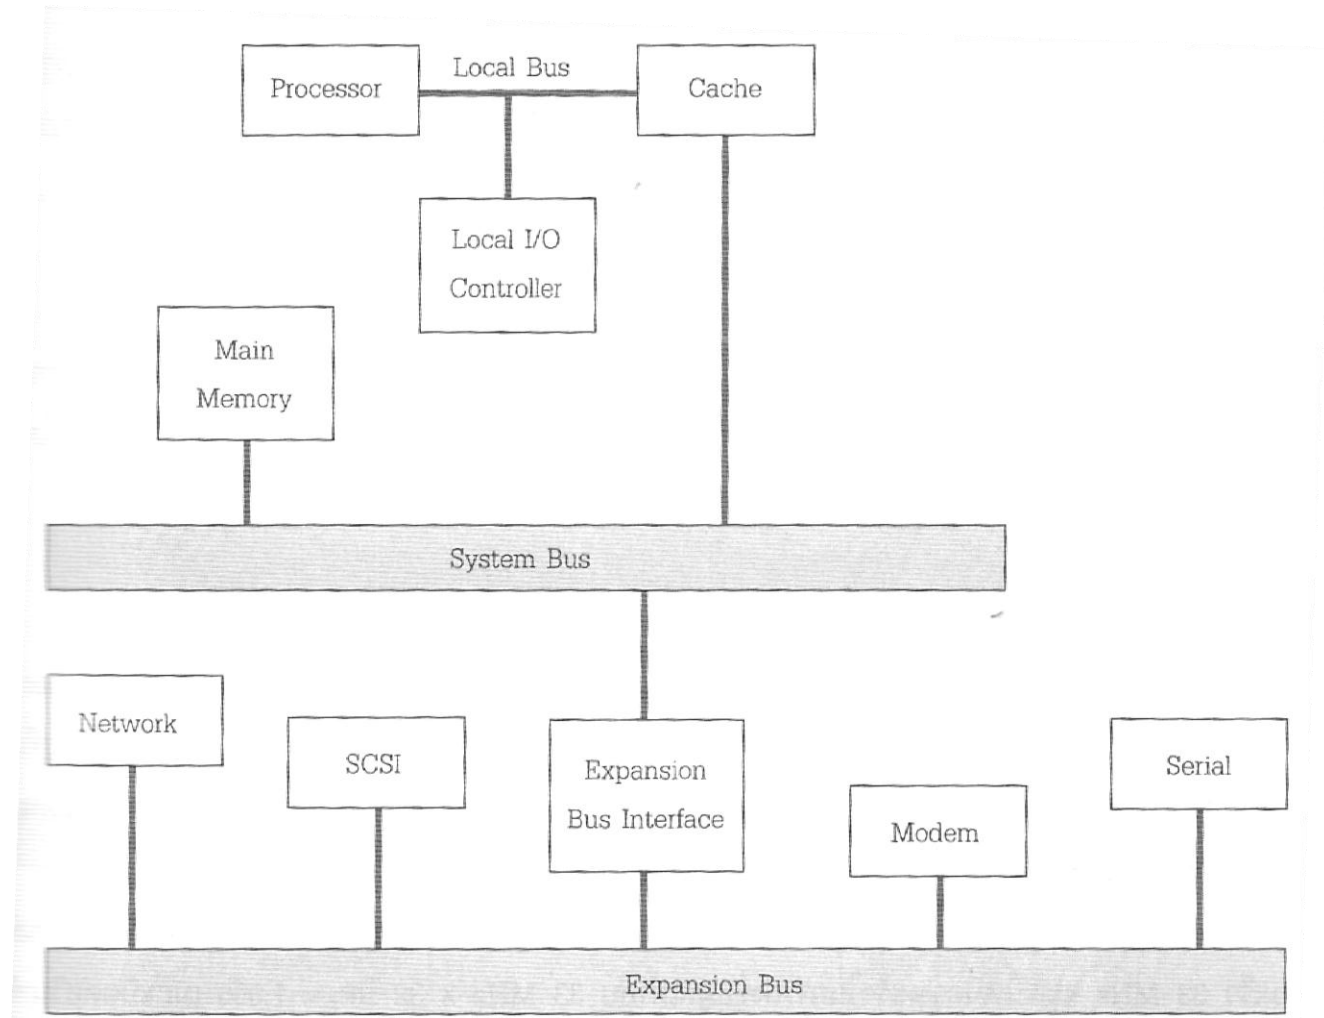 Processor
Local Bus
Cache
Local I/O
Controller
Main
Memory
System Bus
Network
SCSI
Expansion
Bus Interface
Modem
Serial
Expansion Bus